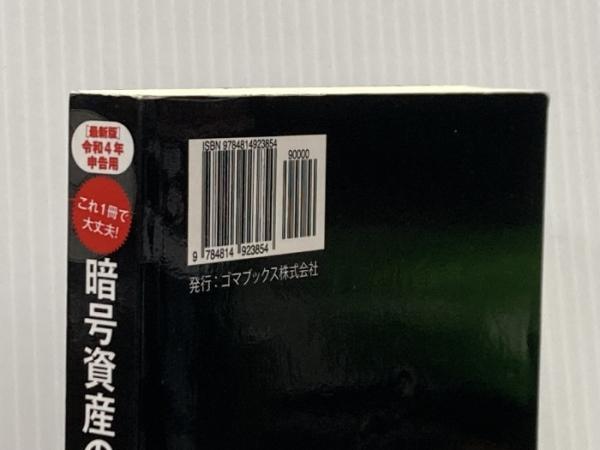 [最新版]
令和4年
申告用
これ1冊で
大丈夫!
暗号資産の
ISBN 9784814923854
90000
9 784814 923854
発行：ゴマブックス株式会社